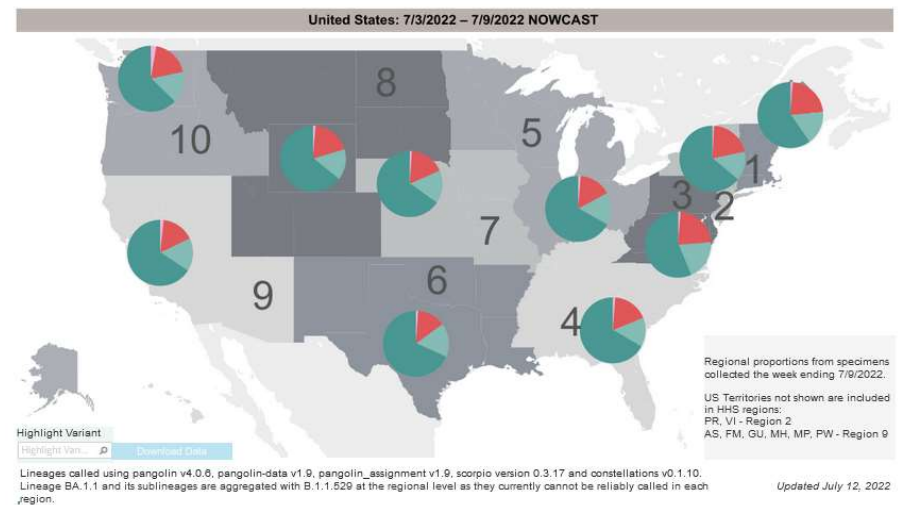 United States: 7/3/2022 – 7/9/2022 NOWCAST
8
10
5
1
3
2
7
6
9
4
Regional proportions from specimens
collected the week ending 7/9/2022.
US Territories not shown are included
in HHS regions:
PR, VI - Region 2
AS, FM, GU, MH, MP, PW - Region 9
Highlight Variant
Highlight Vari...
Download Data
Lineages called using pangolin v4.0.6, pangolin-data v1.9, pangolin_assignment v1.9, scorpio version 0.3.17 and constellations v0.1.10.
Lineage BA.1.1 and its sublineages are aggregated with B.1.1.529 at the regional level as they currently cannot be reliably called in each
region.
Updated July 12, 2022